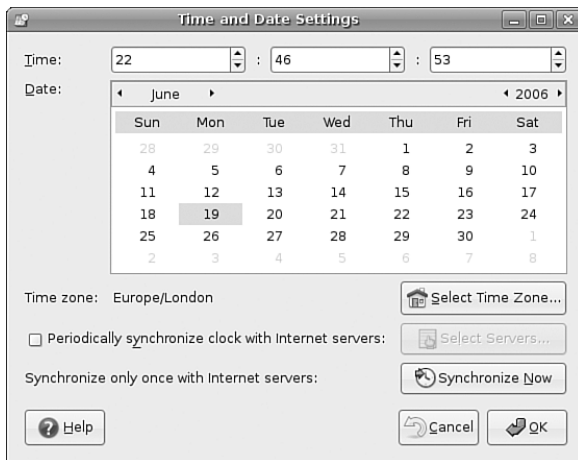 Time and Date Settings
Time: 22 : 46 : 53
Date: June 2006
Sun Mon Tue Wed Thu Fri Sat
28 29 30 31 1 2 3
4 5 6 7 8 9 10
11 12 13 14 15 16 17
18 19 20 21 22 23 24
25 26 27 28 29 30 1
2 3 4 5 6 7 8
Time zone: Europe/London Select Time Zone...
Periodically synchronize clock with Internet servers: Select Servers...
Synchronize only once with Internet servers: Synchronize Now
Help Cancel OK